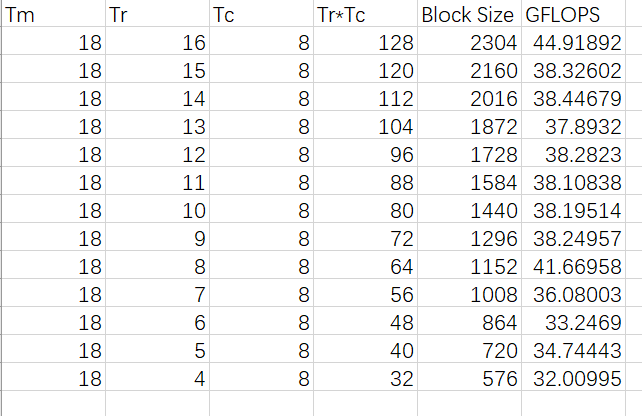 Tm Tr Tc Tr*Tc Block Size GFLOPS
18 16 8 128 2304 44.91892
18 15 8 120 2160 38.32602
18 14 8 112 2016 38.44679
18 13 8 104 1872 37.8932
18 12 8 96 1728 38.2823
18 11 8 88 1584 38.10838
18 10 8 80 1440 38.19514
18 9 8 72 1296 38.24957
18 8 8 64 1152 41.66958
18 7 8 56 1008 36.08003
18 6 8 48 864 33.2469
18 5 8 40 720 34.74443
18 4 8 32 576 32.00995